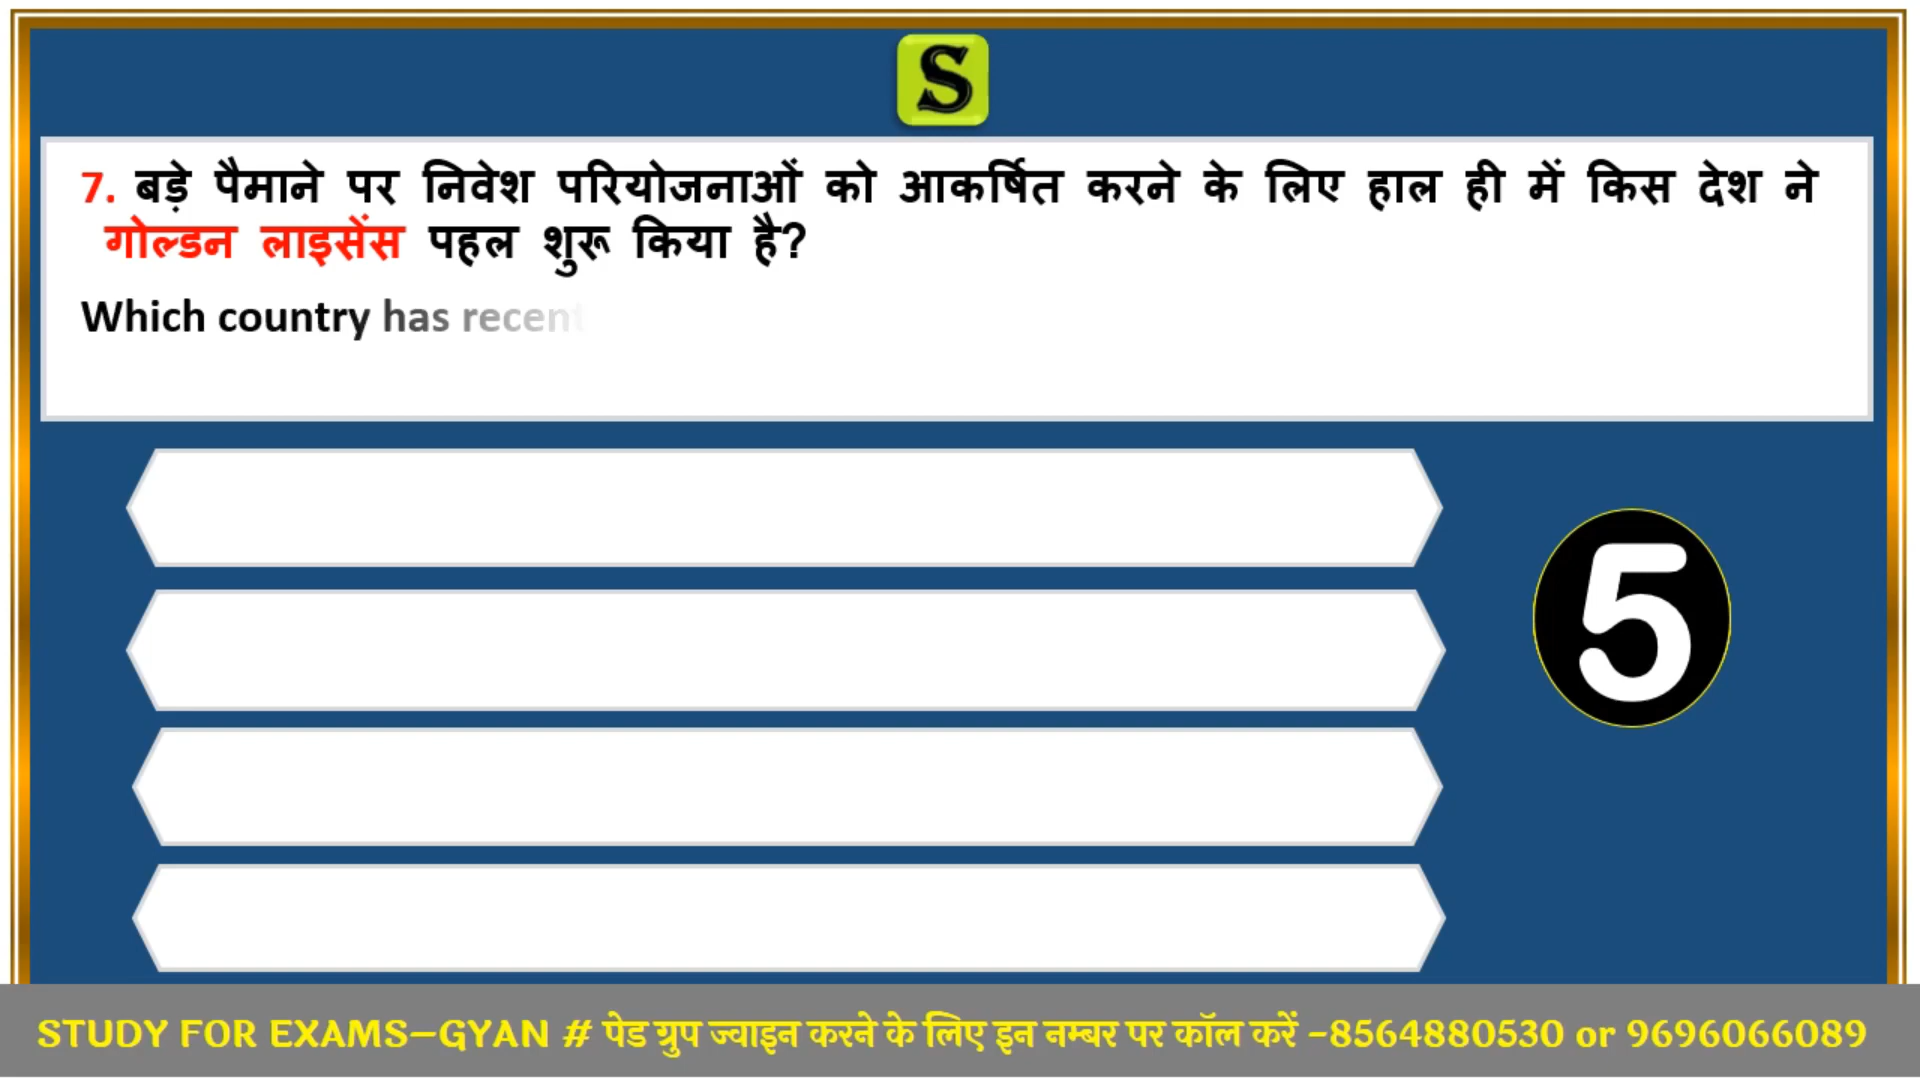 S
7. बड़े पैमाने पर निवेश परियोजनाओं को आकर्षित करने के लिए हाल ही में किस देश ने
गोल्डन लाइसेंस पहल शुरू किया है?
Which country has recent
5
STUDY FOR EXAMS–GYAN # पेड ग्रुप ज्वाइन करने के लिए इन नम्बर पर कॉल करें -8564880530 or 9696066089